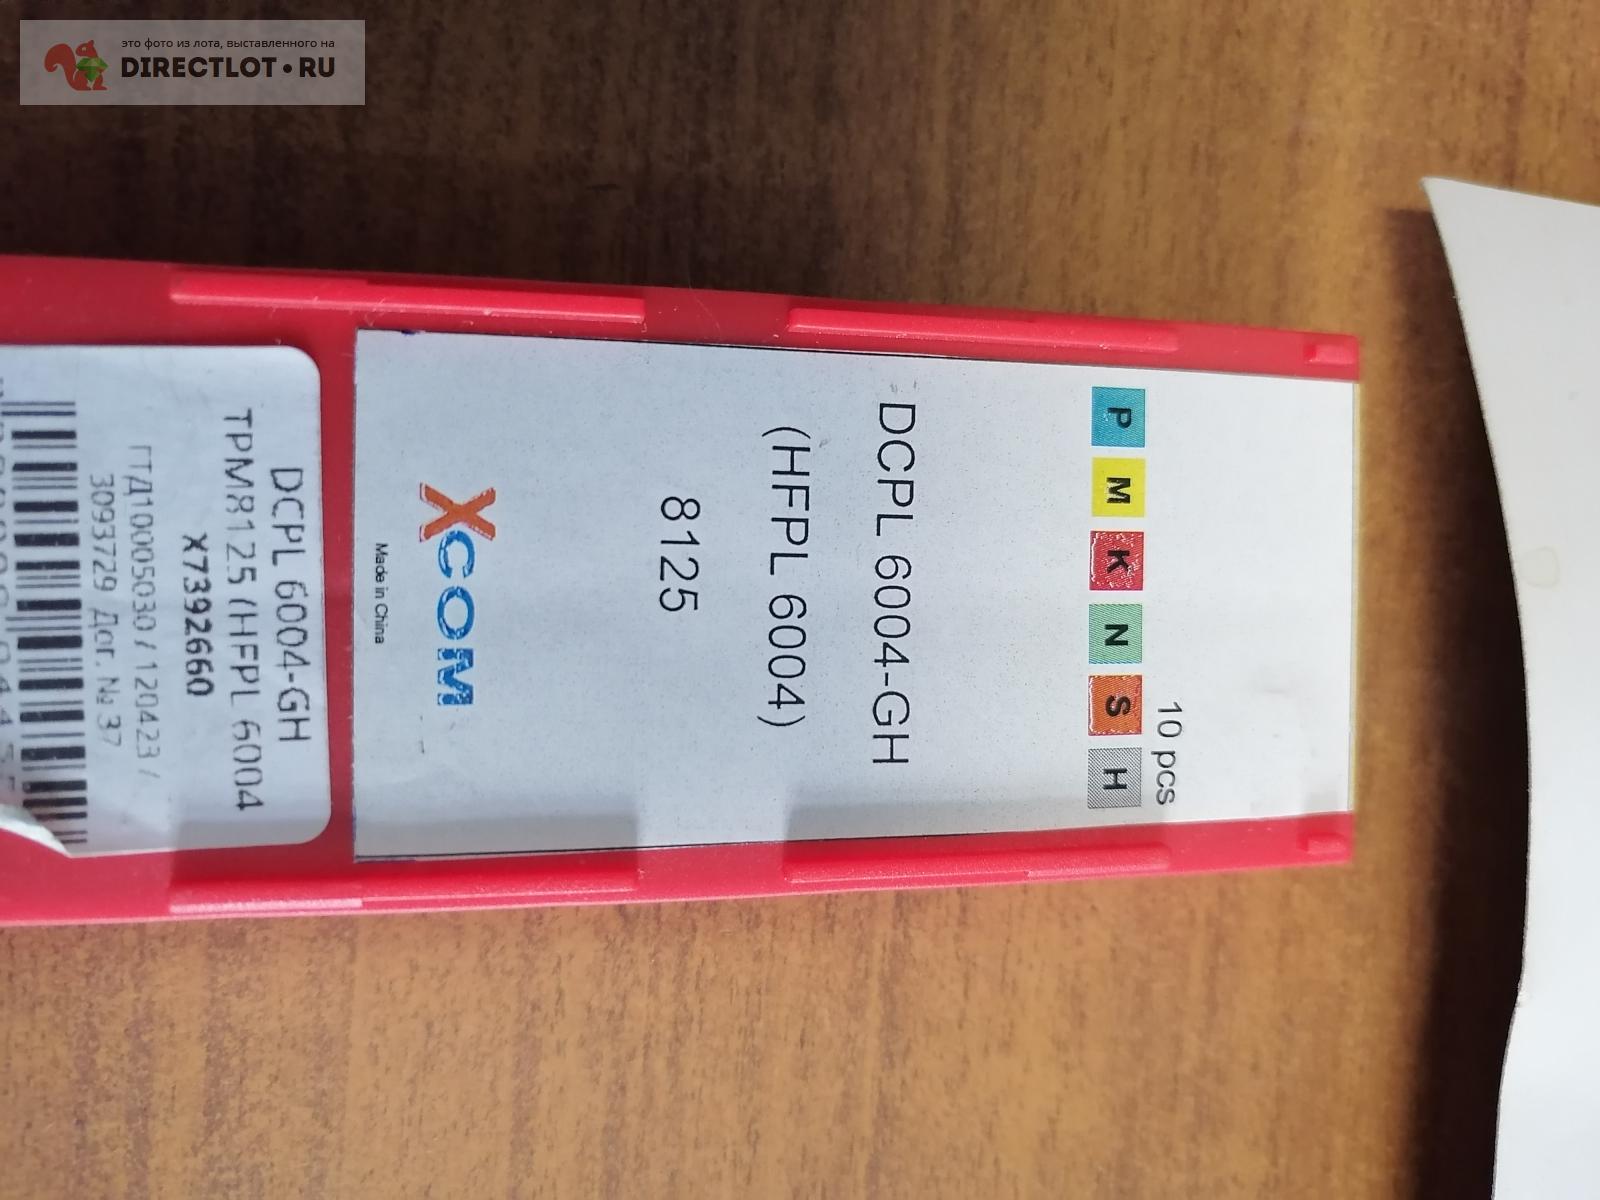 это фото из лота, выставленного на
DIRECTLOT.RU
10 pcs
P M K N S H
DCPL 6004-GH
(HFPL 6004)
8125
XCOM
Made in China
DCPL 6004-GH
TPM8125 (HFPL 6004
X7392660
ГТД10005030 / 120423 /
3093729 Дог. № 37